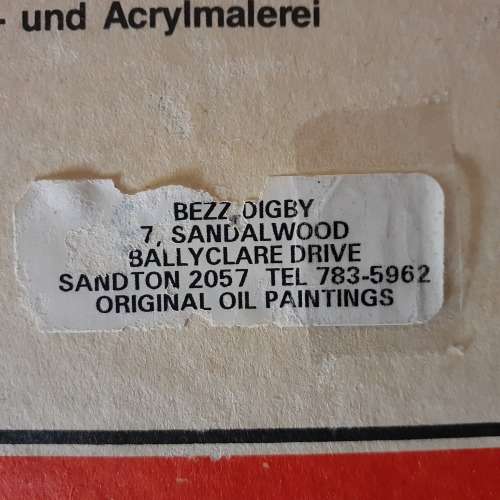 - und Acrylmalerei
BEZZ DIGBY
7, SANDALWOOD
BALLYCLARE DRIVE
SANDTON 2057 TEL 783-5962
ORIGINAL OIL PAINTINGS